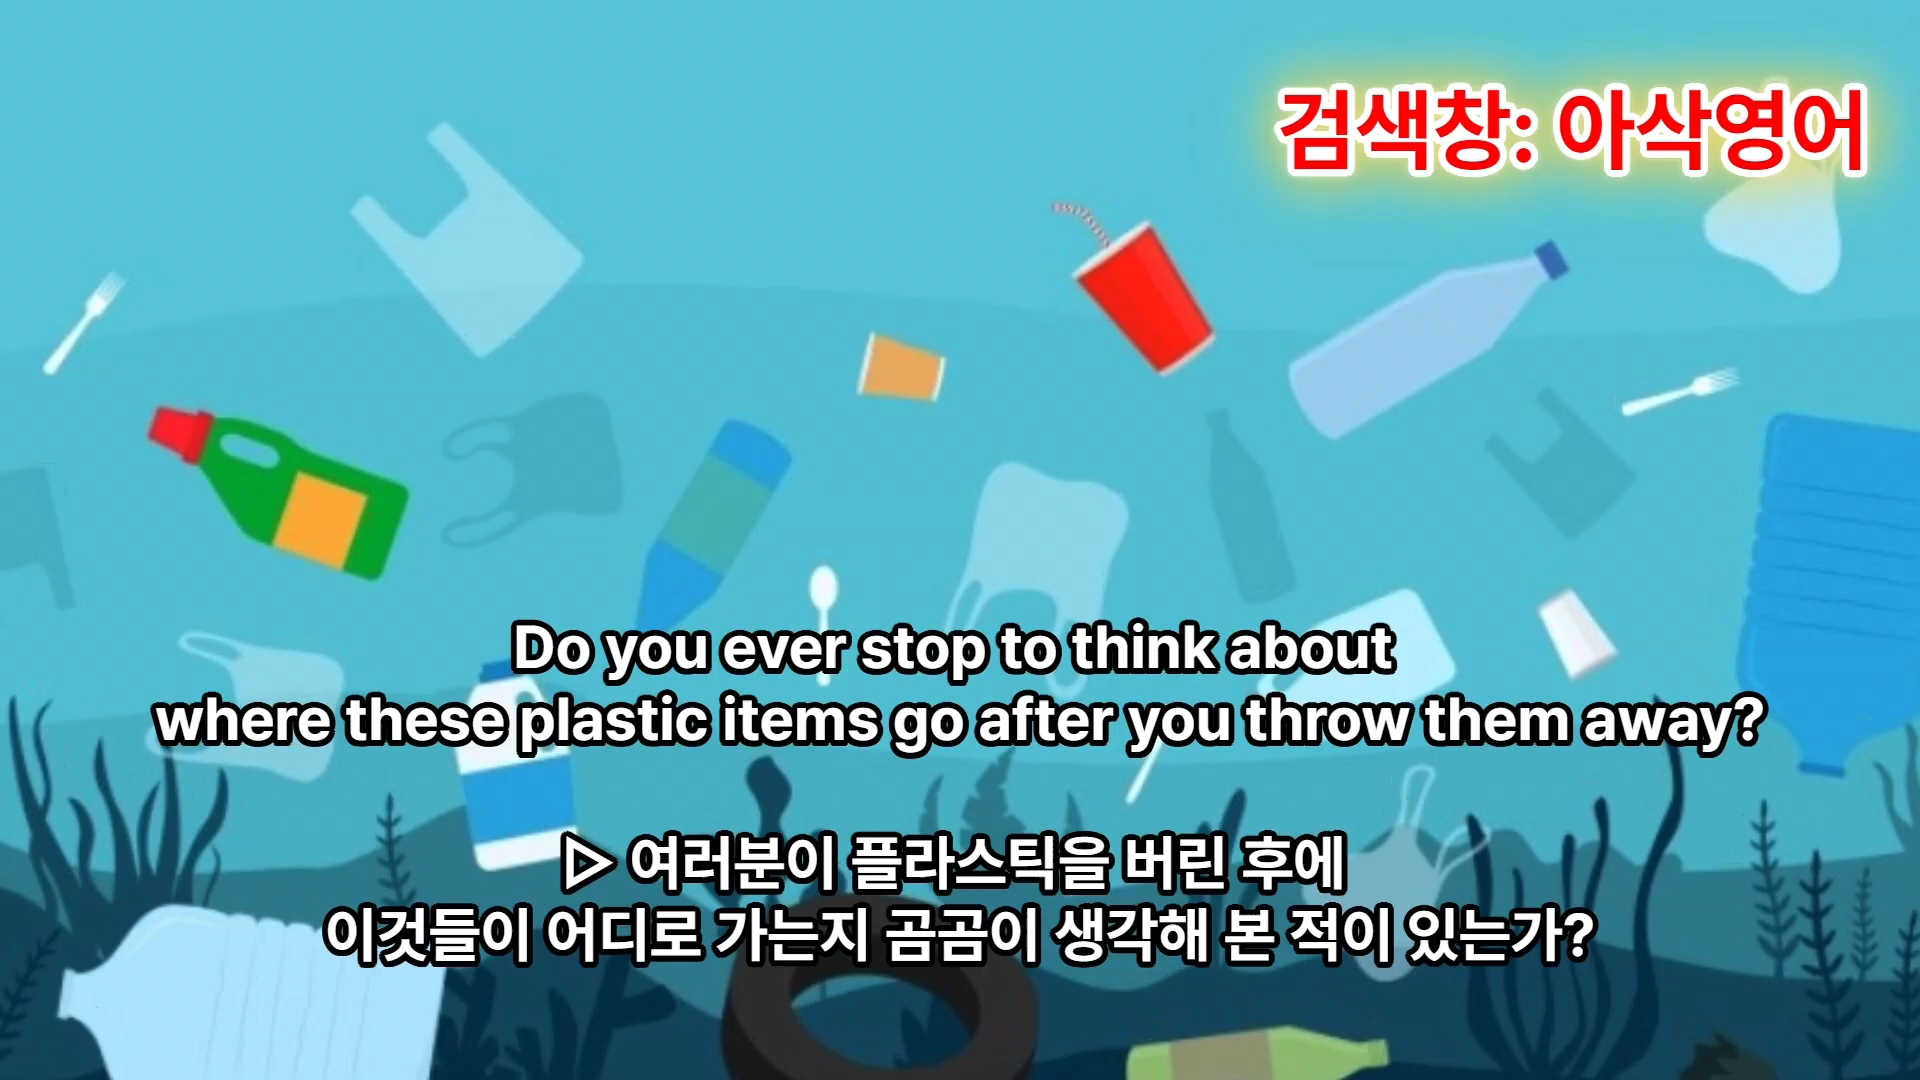 검색창: 아삭영어
Do you ever stop to think about
where these plastic items go after you throw them away?
▷ 여러분이 플라스틱을 버린 후에
이것들이 어디로 가는지 곰곰이 생각해 본 적이 있는가?